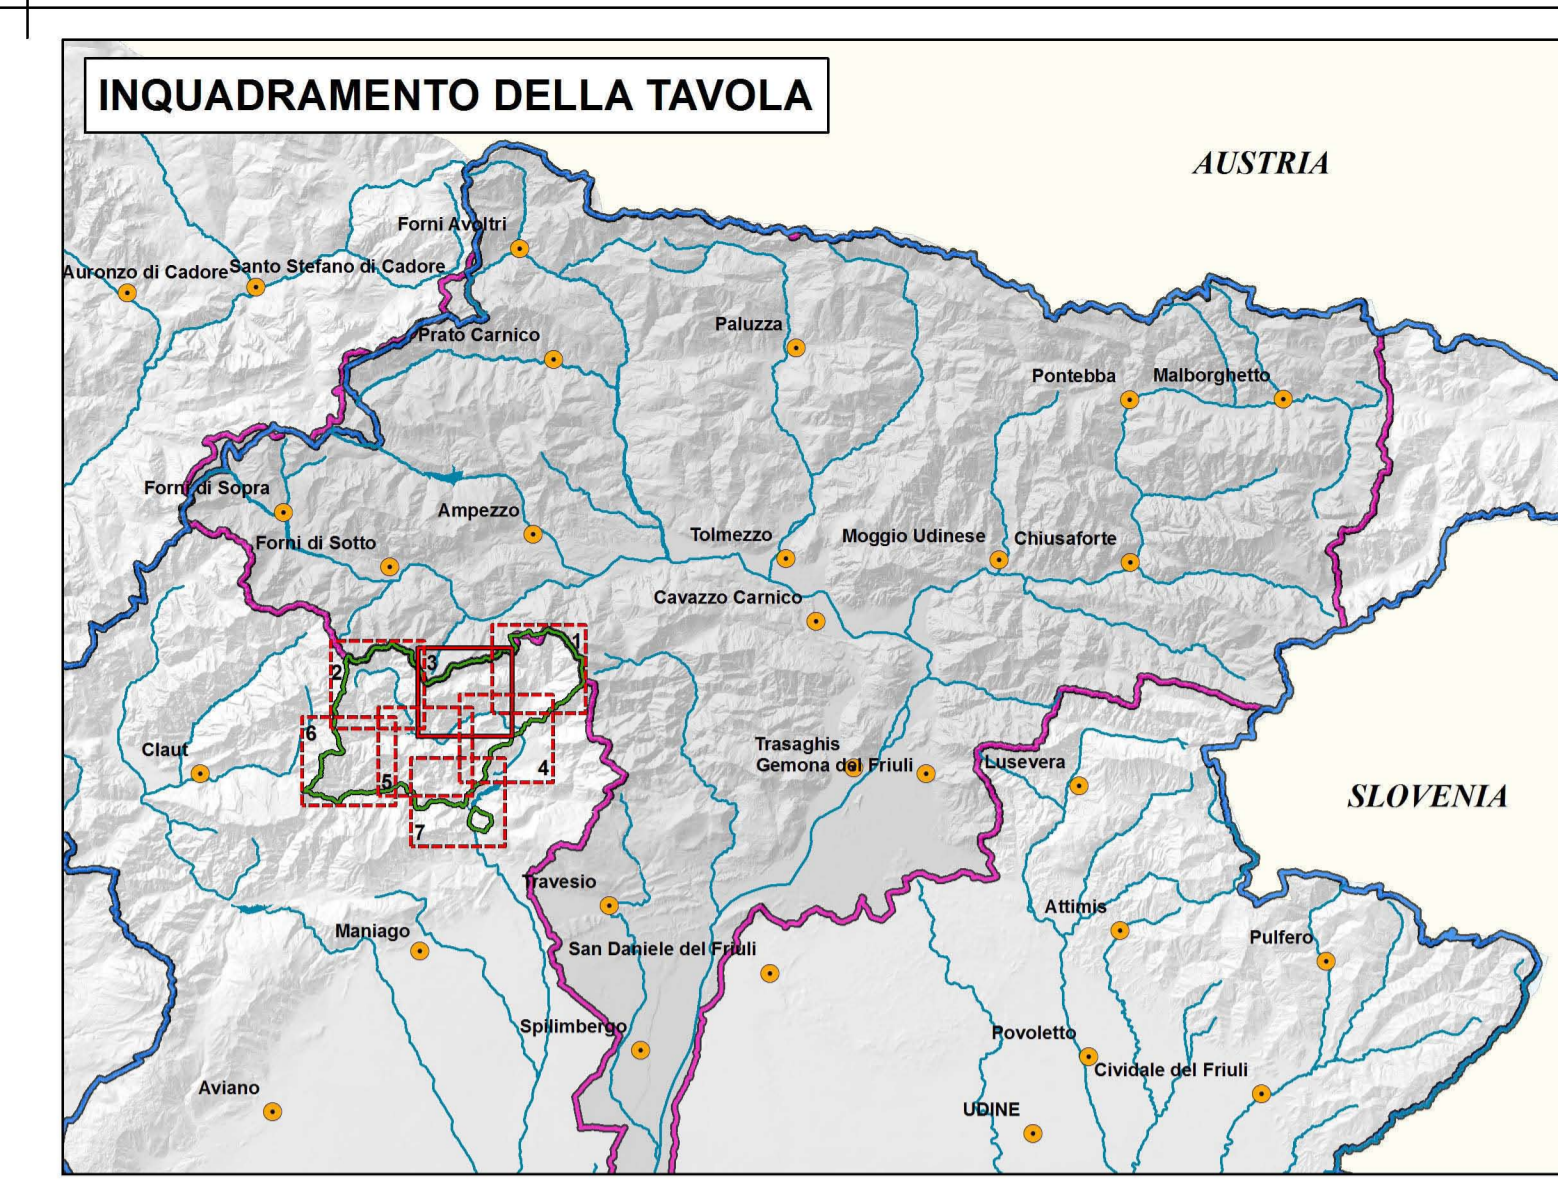 INQUADRAMENTO DELLA TAVOLA
AUSTRIA
Forni Avoltri
Auronzo di Cadore
Santo Stefano di Cadore
Prato Carnico
Paluzza
Pontebba
Malborghetto
Forni di Sopra
Ampezzo
Forni di Sotto
Tolmezzo
Moggio Udinese
Chiusaforte
Cavazzo Carnico
1
2
3
6
Claut
4
5
7
Trasaghis
Gemona del Friuli
Lusevera
SLOVENIA
Travesio
Attimis
Maniago
San Daniele del Friuli
Pulfero
Spilimbergo
Povoletto
Cividale del Friuli
Aviano
UDINE